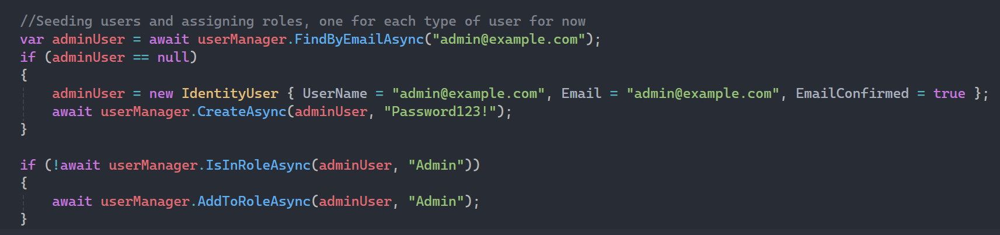 //Seeding users and assigning roles, one for each type of user for now
var adminUser = await userManager.FindByEmailAsync("admin@example.com");
if (adminUser == null)
{
    adminUser = new IdentityUser { UserName = "admin@example.com", Email = "admin@example.com", EmailConfirmed = true };
    await userManager.CreateAsync(adminUser, "Password123!");
}

if (!await userManager.IsInRoleAsync(adminUser, "Admin"))
{
    await userManager.AddToRoleAsync(adminUser, "Admin");
}